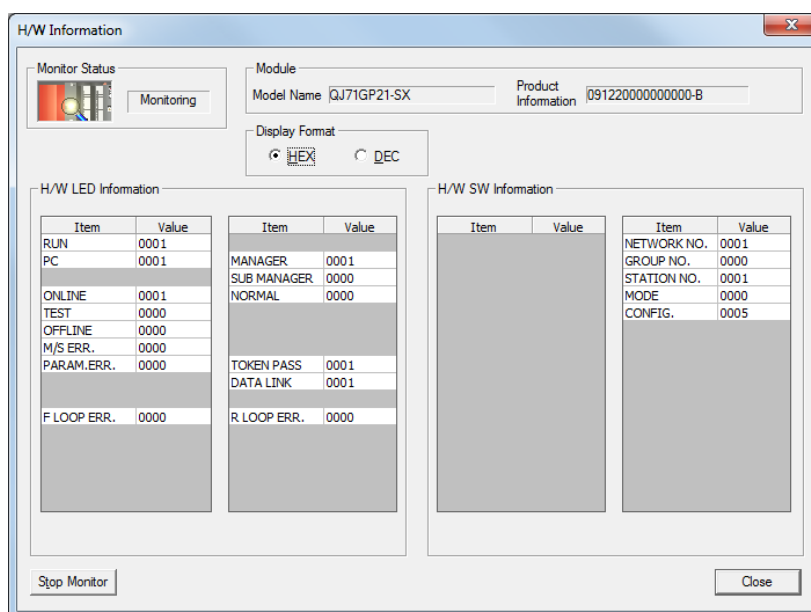 H/W Information
Monitor Status
Monitoring
Module
Model Name QJ71GP21-SX
Product Information 091220000000000-B
Display Format
HEX DEC
H/W LED Information
Item Value
RUN 0001
PC 0001
ONLINE 0001
TEST 0000
OFFLINE 0000
M/S ERR. 0000
PARAM.ERR. 0000
F LOOP ERR. 0000
Item Value
MANAGER 0001
SUB MANAGER 0000
NORMAL 0000
TOKEN PASS 0001
DATA LINK 0001
R LOOP ERR. 0000
H/W SW Information
Item Value
Item Value
NETWORK NO. 0001
GROUP NO. 0000
STATION NO. 0001
MODE 0000
CONFIG. 0005
Stop Monitor
Close